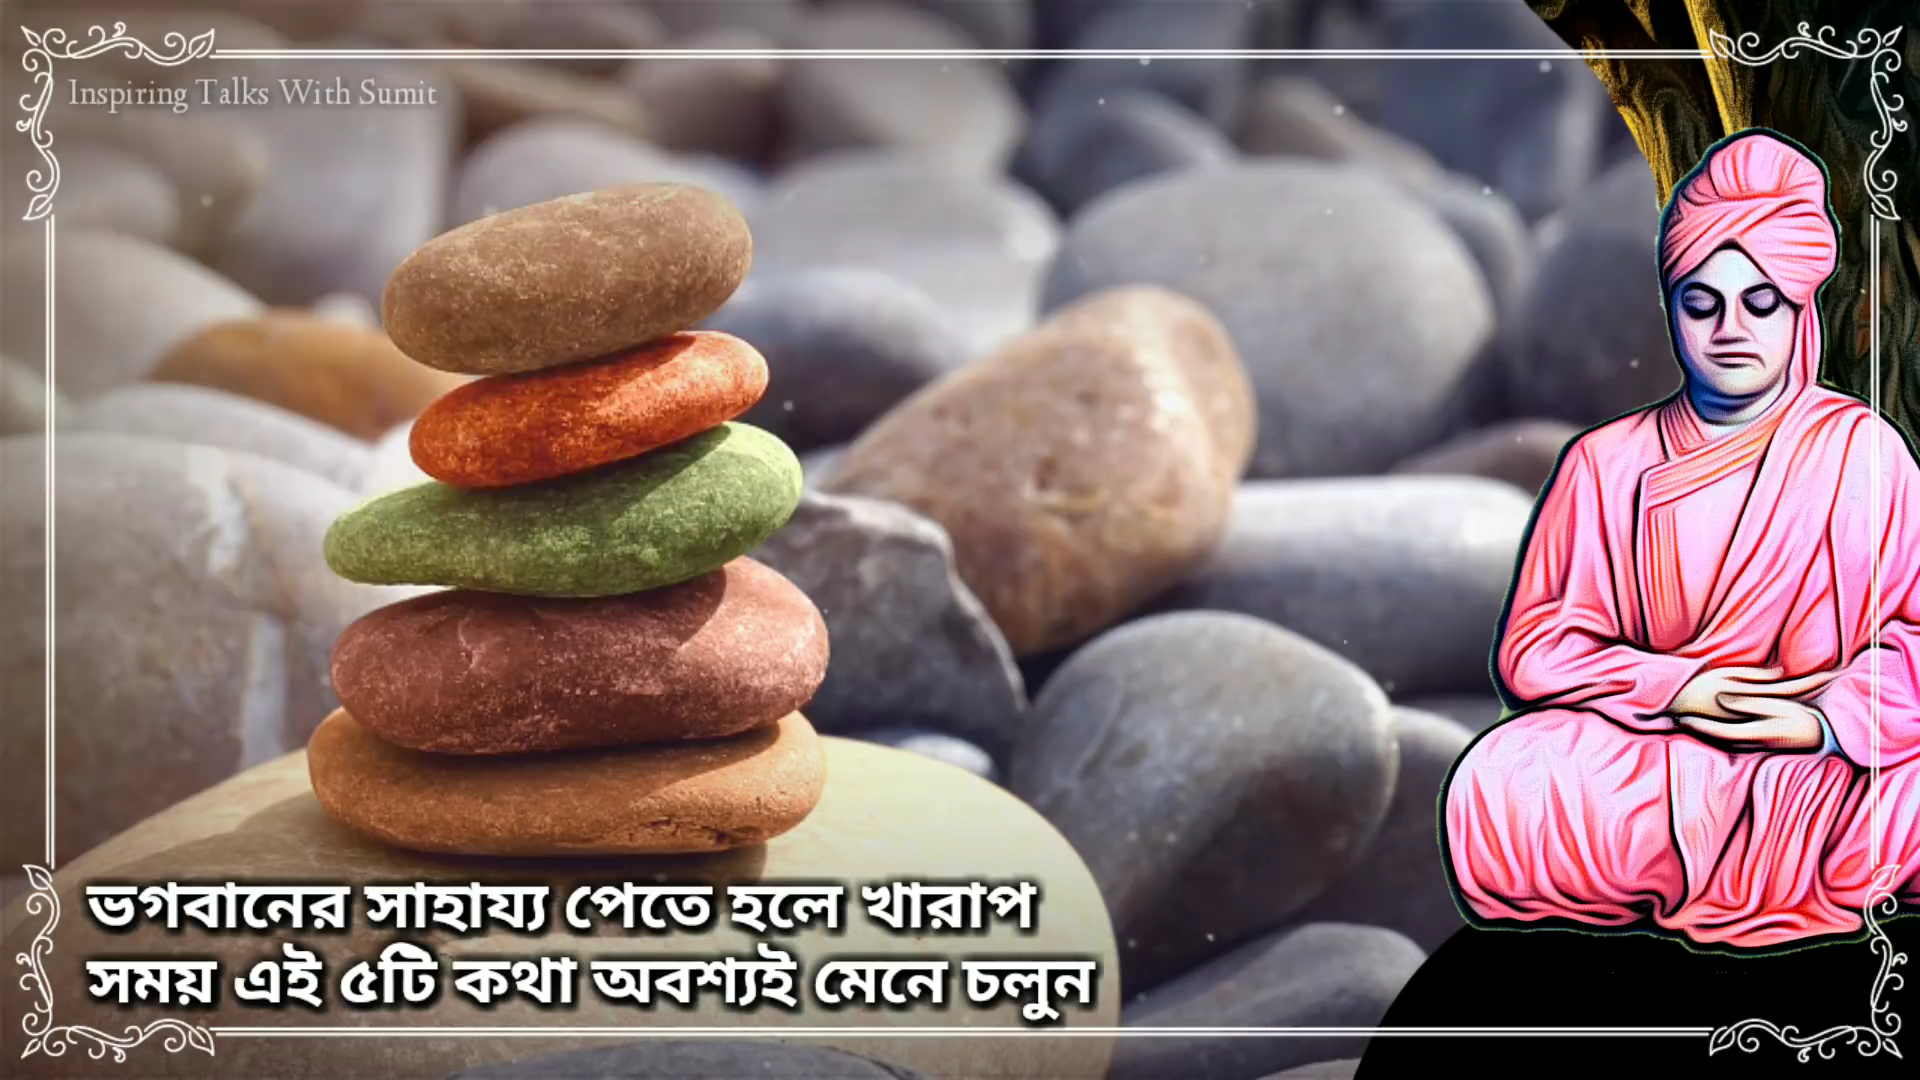 Inspiring Talks With Sumit
ভগবানের সাহায্য পেতে হলে খারাপ
সময় এই ৫টি কথা অবশ্যই মেনে চলুন